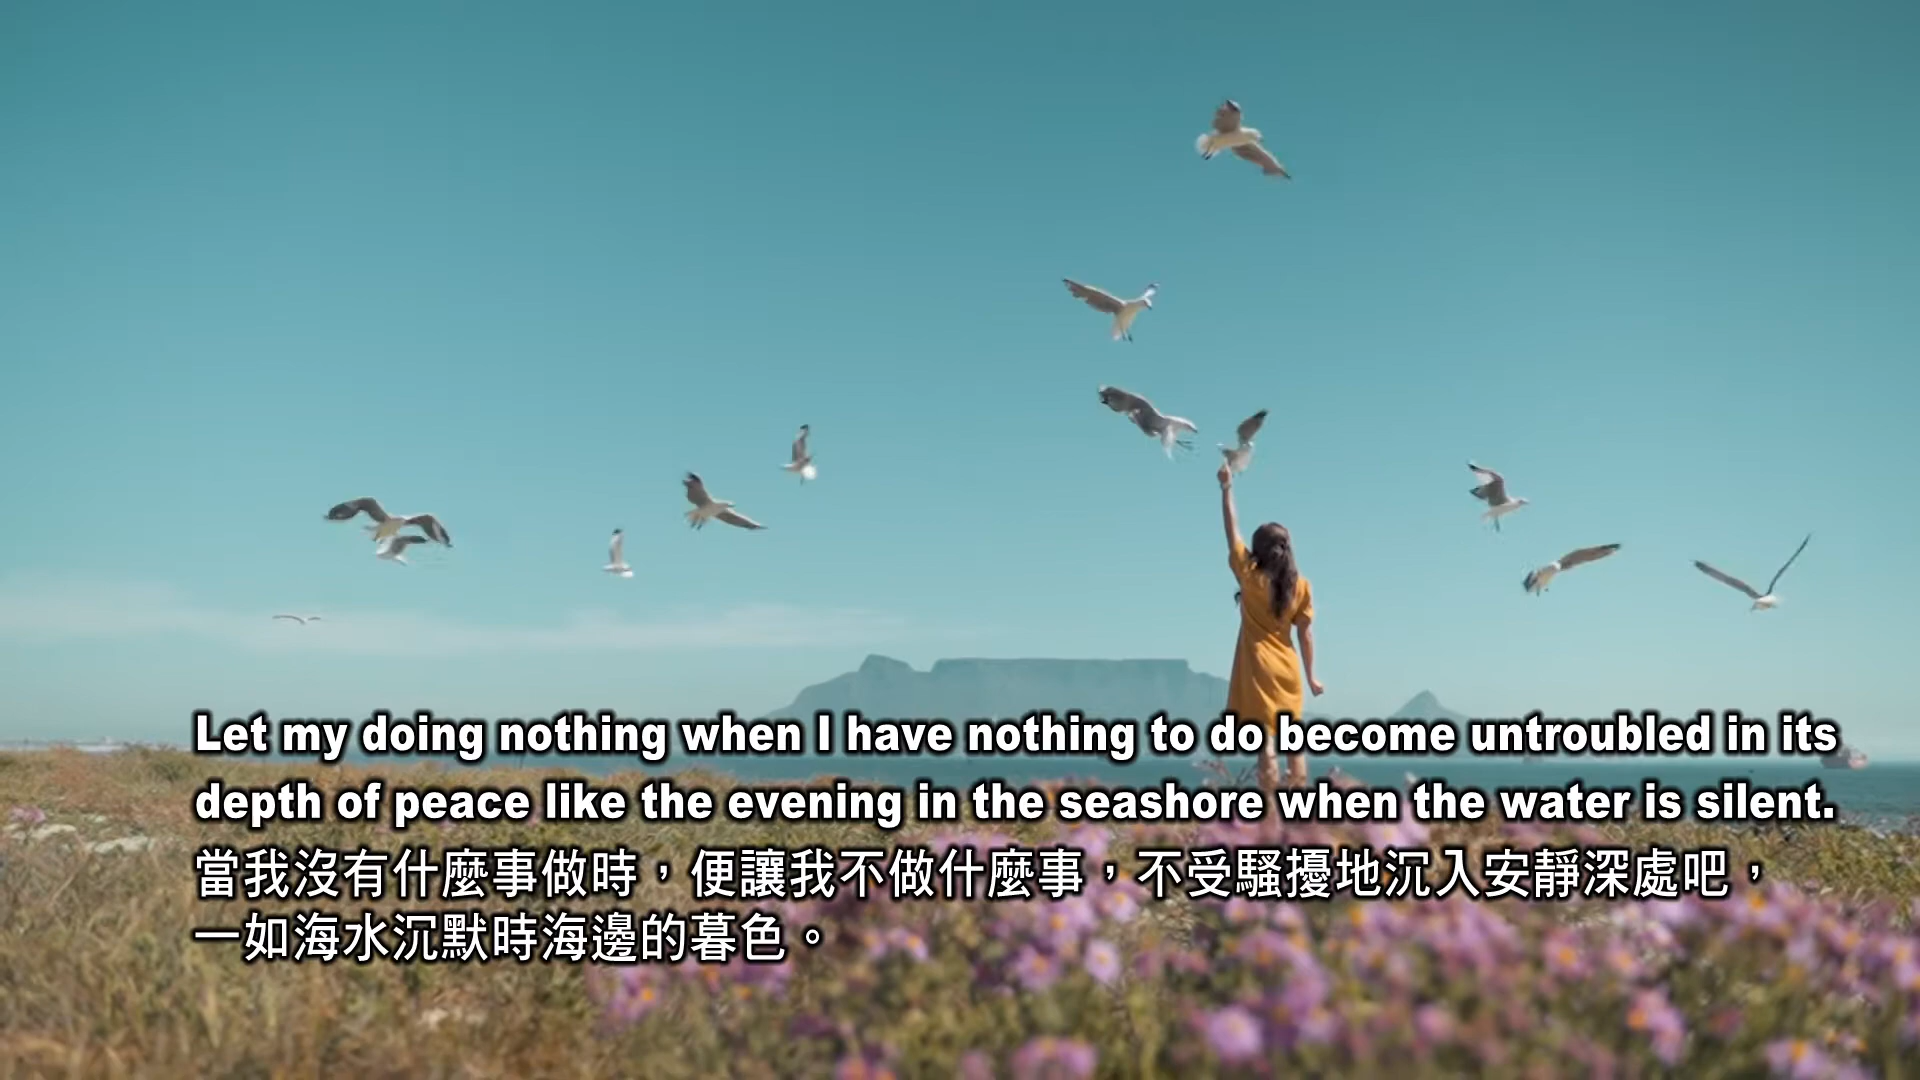 Let my doing nothing when I have nothing to do become untroubled in its
depth of peace like the evening in the seashore when the water is silent.
當我沒有什麼事做時，便讓我不做什麼事，不受騷擾地沉入安靜深處吧，
一如海水沉默時海邊的暮色。